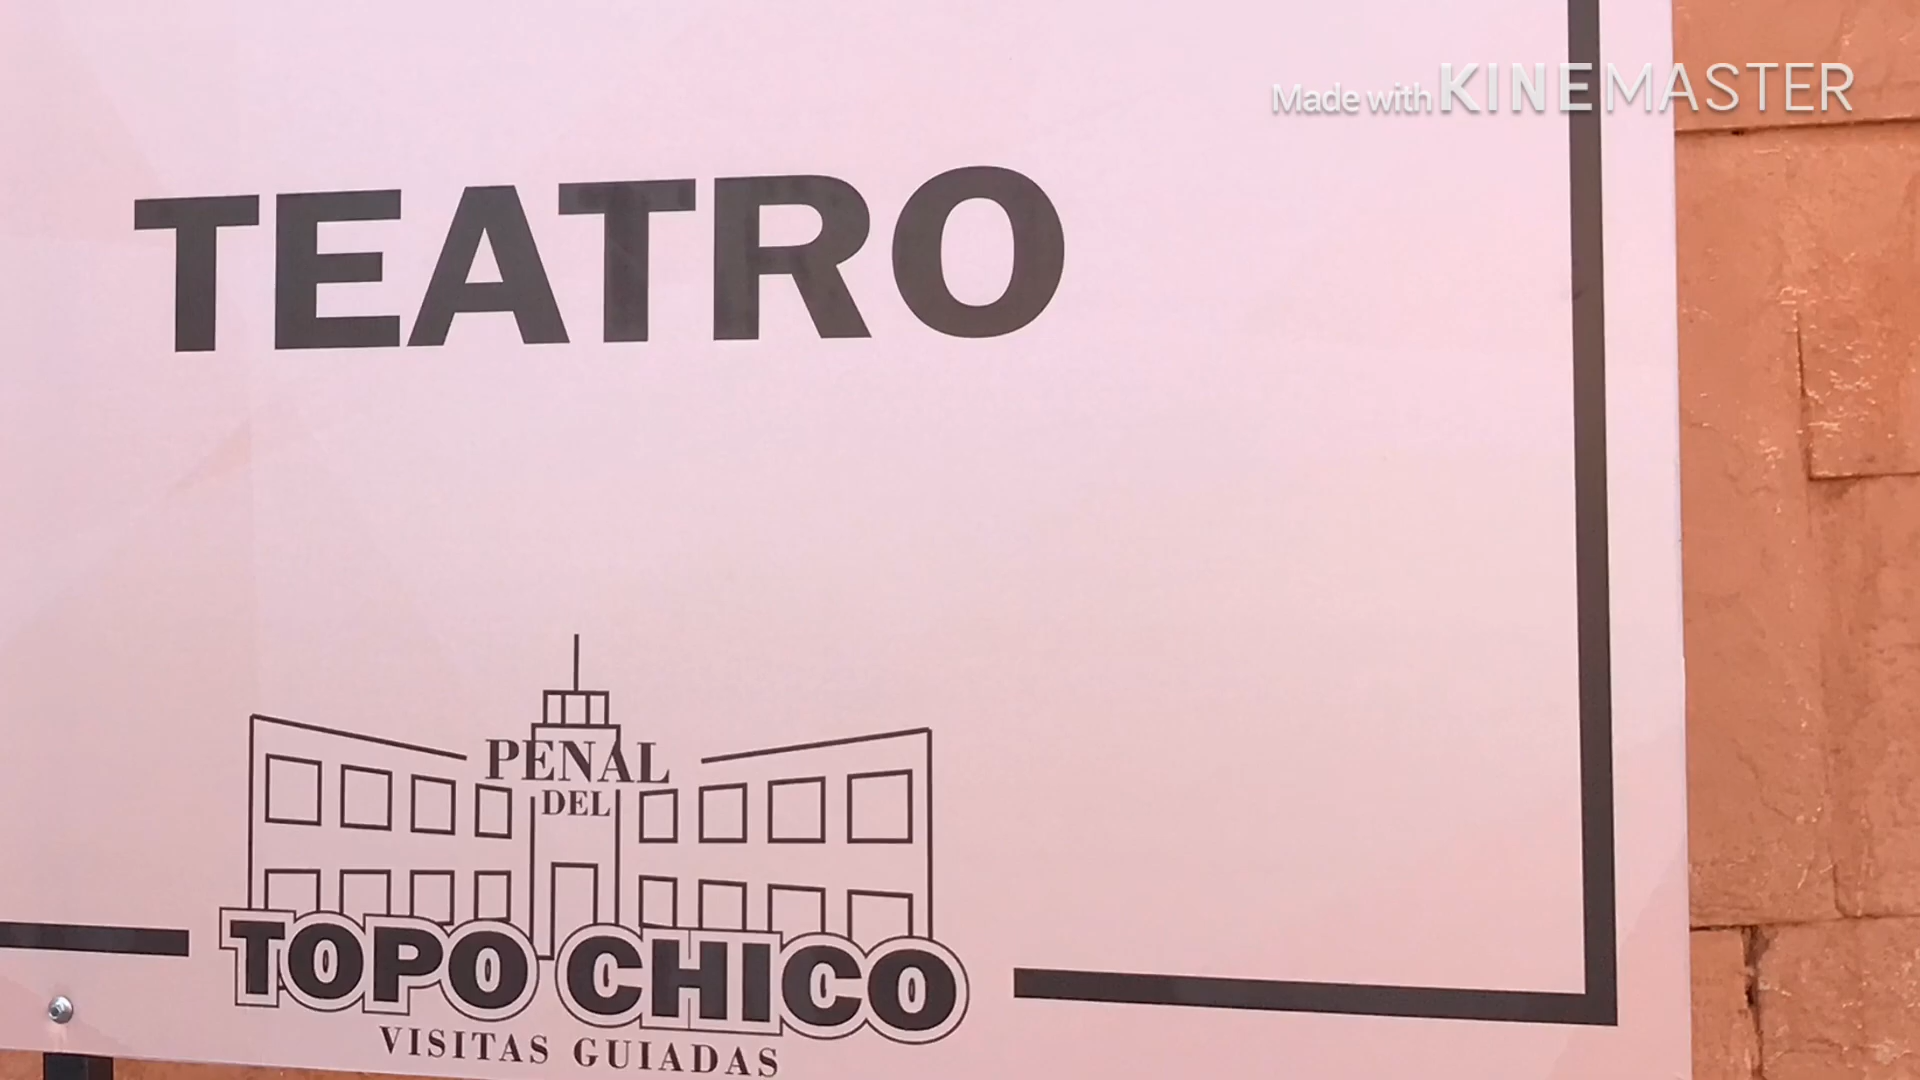 Made with KINEMASTER
TEATRO
PENAL
DEL
TOPO CHICO
VISITAS GUIADAS